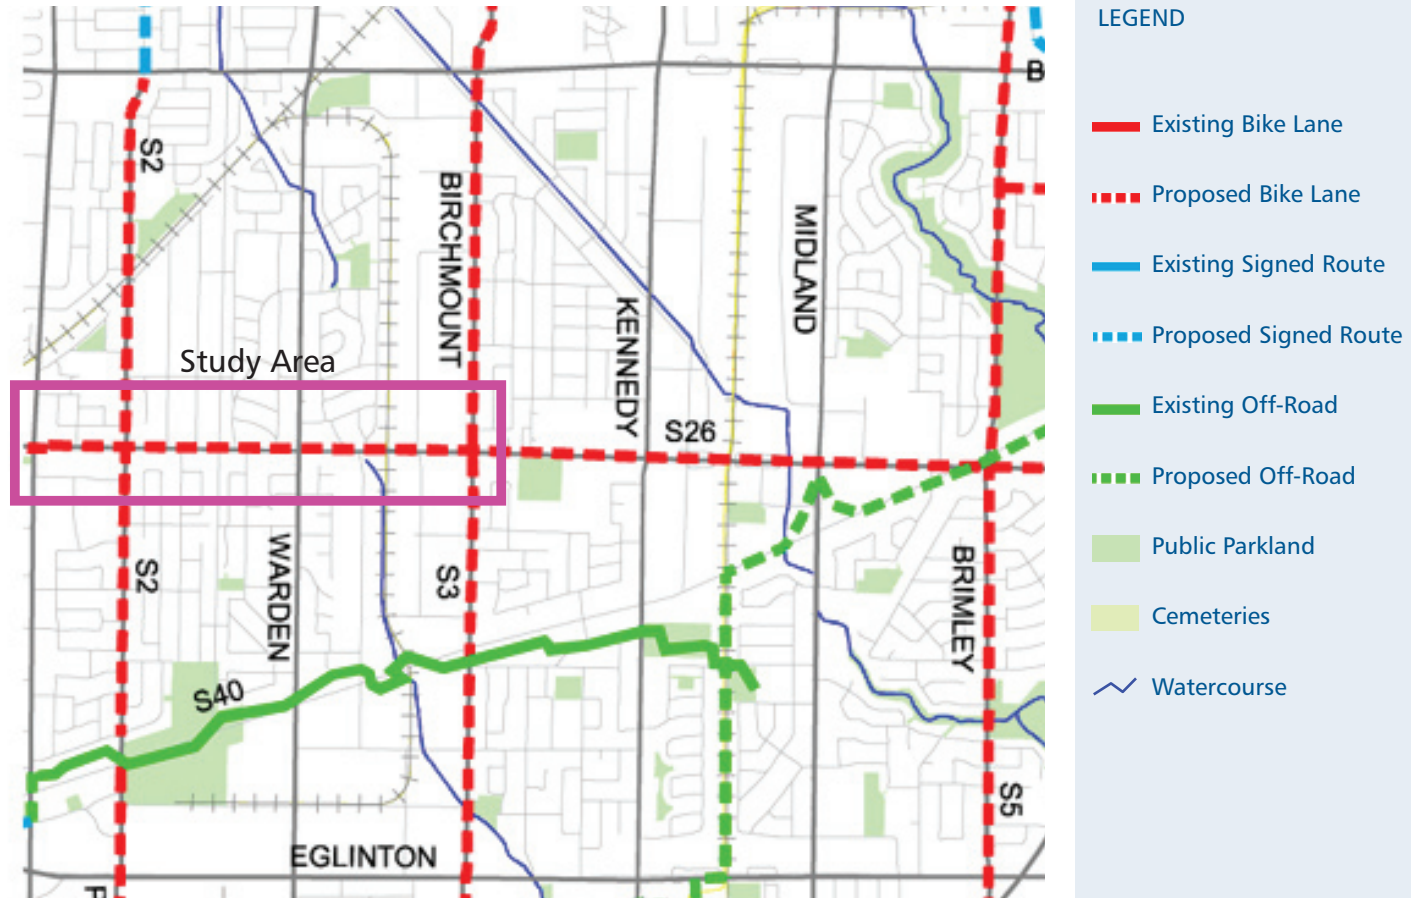 LEGEND
B
Existing Bike Lane
S2
Proposed Bike Lane
BIRCHMOUNT
MIDLAND
Existing Signed Route
KENNEDY
Proposed Signed Route
Study Area
Existing Off-Road
S26
Proposed Off-Road
WARDEN
S2
S3
BRIMLEY
Public Parkland
Cemeteries
S40
Watercourse
S5
EGLINTON